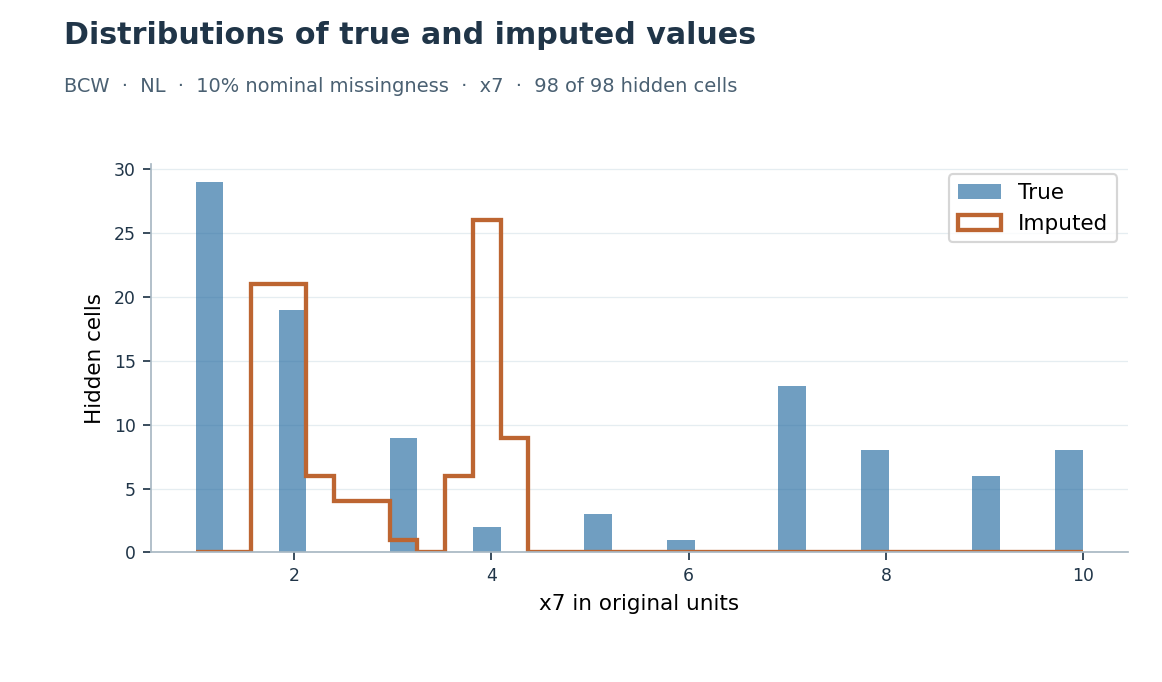 Distributions of true and imputed values
BCW · NL · 10% nominal missingness · x7 · 98 of 98 hidden cells
30
25
20
15
10
5
0
Hidden cells
True
Imputed
2 4 6 8 10
x7 in original units